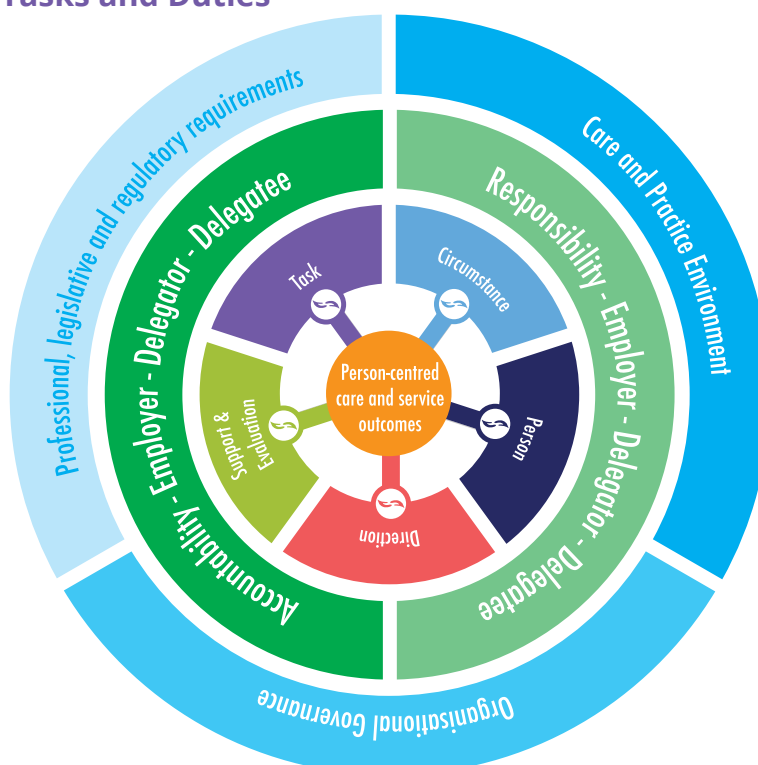 Tasks and Duties
Professional, legislative and regulatory requirements
Care and Practice Environment
Organisational Governance
Accountability - Employer - Delegator - Delegatee
Responsibility - Employer - Delegator - Delegatee
Task
Circumstance
Person
Direction
Support &
Evaluation
Person-centred
care and service
outcomes